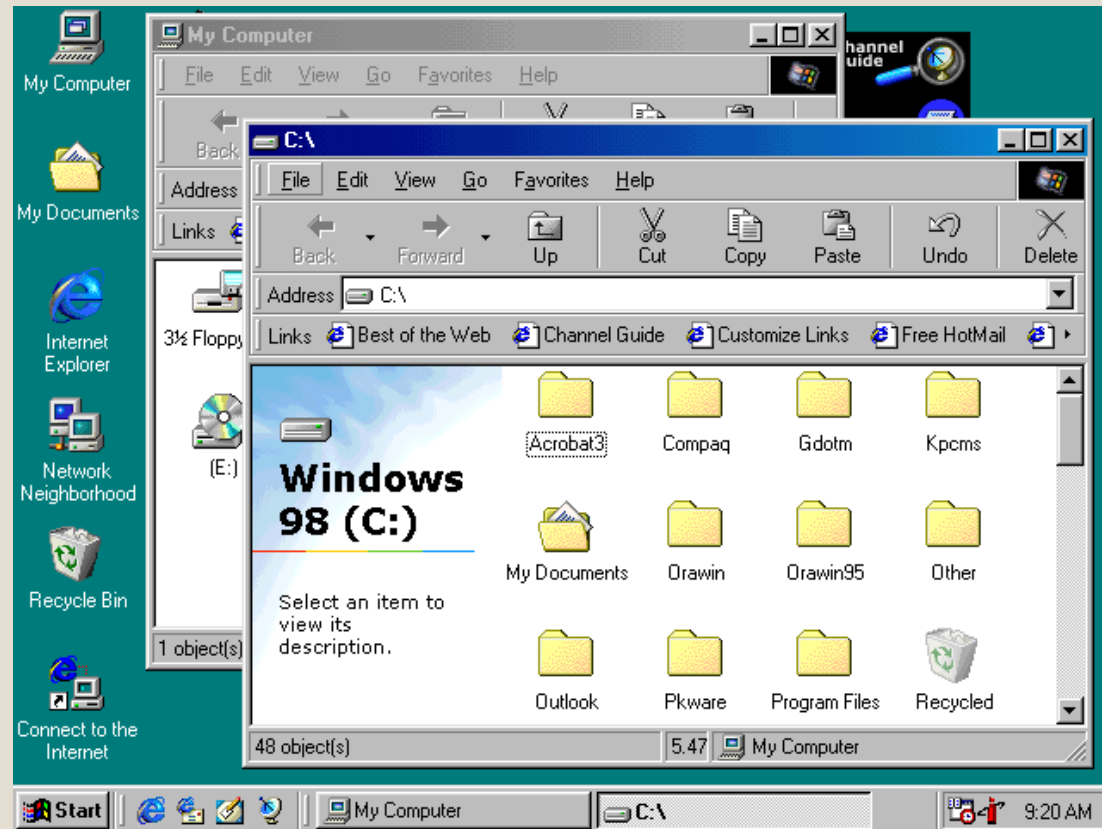 My Computer
My Documents
Internet
Explorer
Network
Neighborhood
Recycle Bin
Connect to the
Internet
My Computer
File Edit View Go Favorites Help
Back
Address
Links
3½ Floppy
(E:)
1 object(s)
hannel
uide
C:\
File Edit View Go Favorites Help
Back Forward Up Cut Copy Paste Undo Delete
Address C:\
Links Best of the Web Channel Guide Customize Links Free HotMail
Windows
98 (C:)
Select an item to
view its
description.
Acrobat3 Compaq Gdotm Kpcms
My Documents Orawin Orawin95 Other
Outlook Pkware Program Files Recycled
48 object(s) 5.47 My Computer
Start My Computer C:\ 9:20 AM